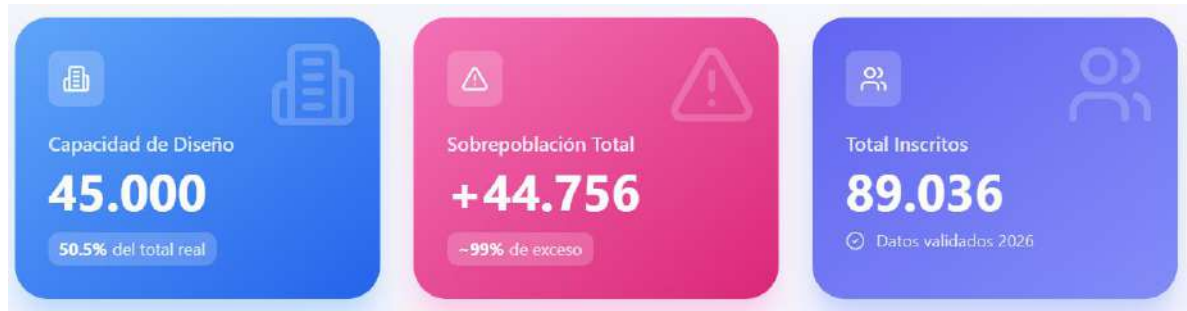 Capacidad de Diseño
45.000
50.5% del total real
Sobrepoblación Total
+44.756
~99% de exceso
Total Inscritos
89.036
Datos validados 2026